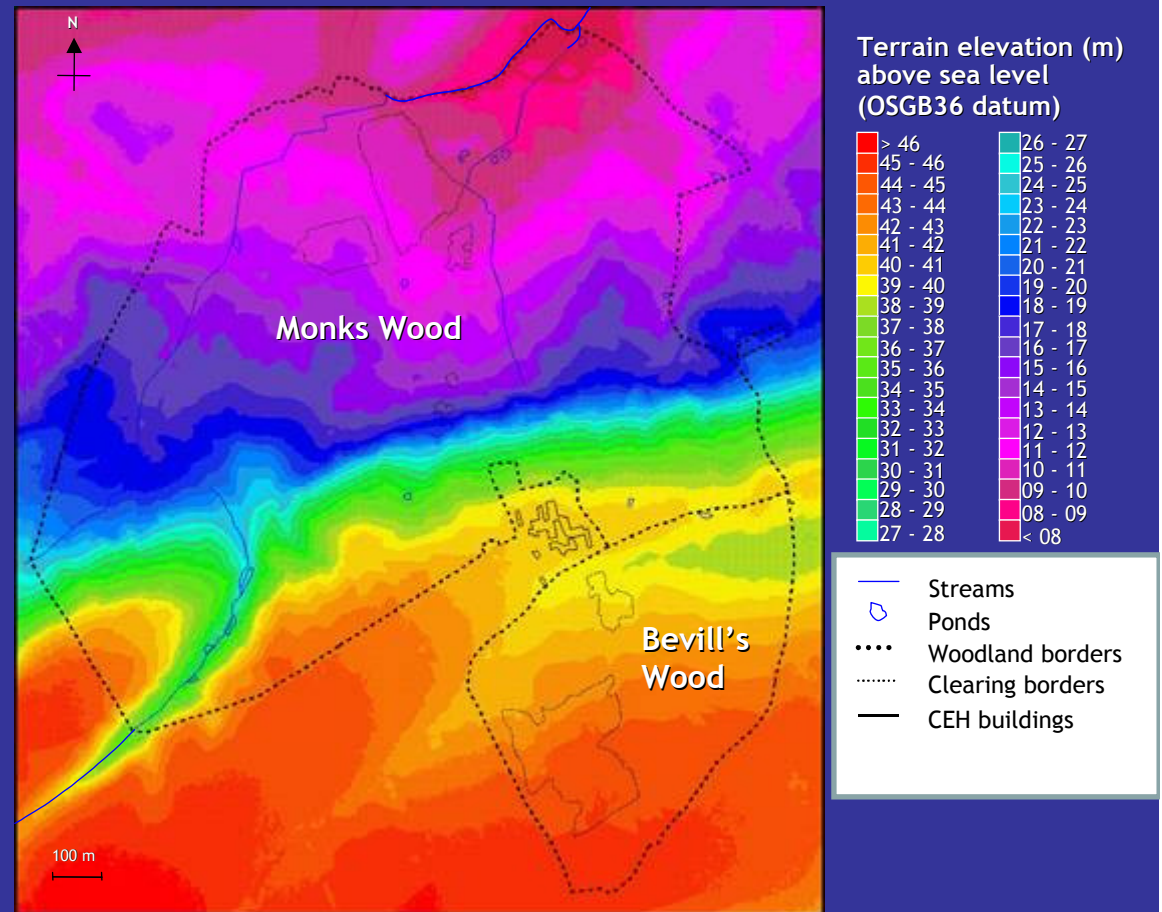 N
Monks Wood
Bevill's
Wood
100 m
Terrain elevation (m)
above sea level
(OSGB36 datum)
> 46
45 - 46
44 - 45
43 - 44
42 - 43
41 - 42
40 - 41
39 - 40
38 - 39
37 - 38
36 - 37
35 - 36
34 - 35
33 - 34
32 - 33
31 - 32
30 - 31
29 - 30
28 - 29
27 - 28
26 - 27
25 - 26
24 - 25
23 - 24
22 - 23
21 - 22
20 - 21
19 - 20
18 - 19
17 - 18
16 - 17
15 - 16
14 - 15
13 - 14
12 - 13
11 - 12
10 - 11
09 - 10
08 - 09
< 08
Streams
Ponds
Woodland borders
Clearing borders
CEH buildings